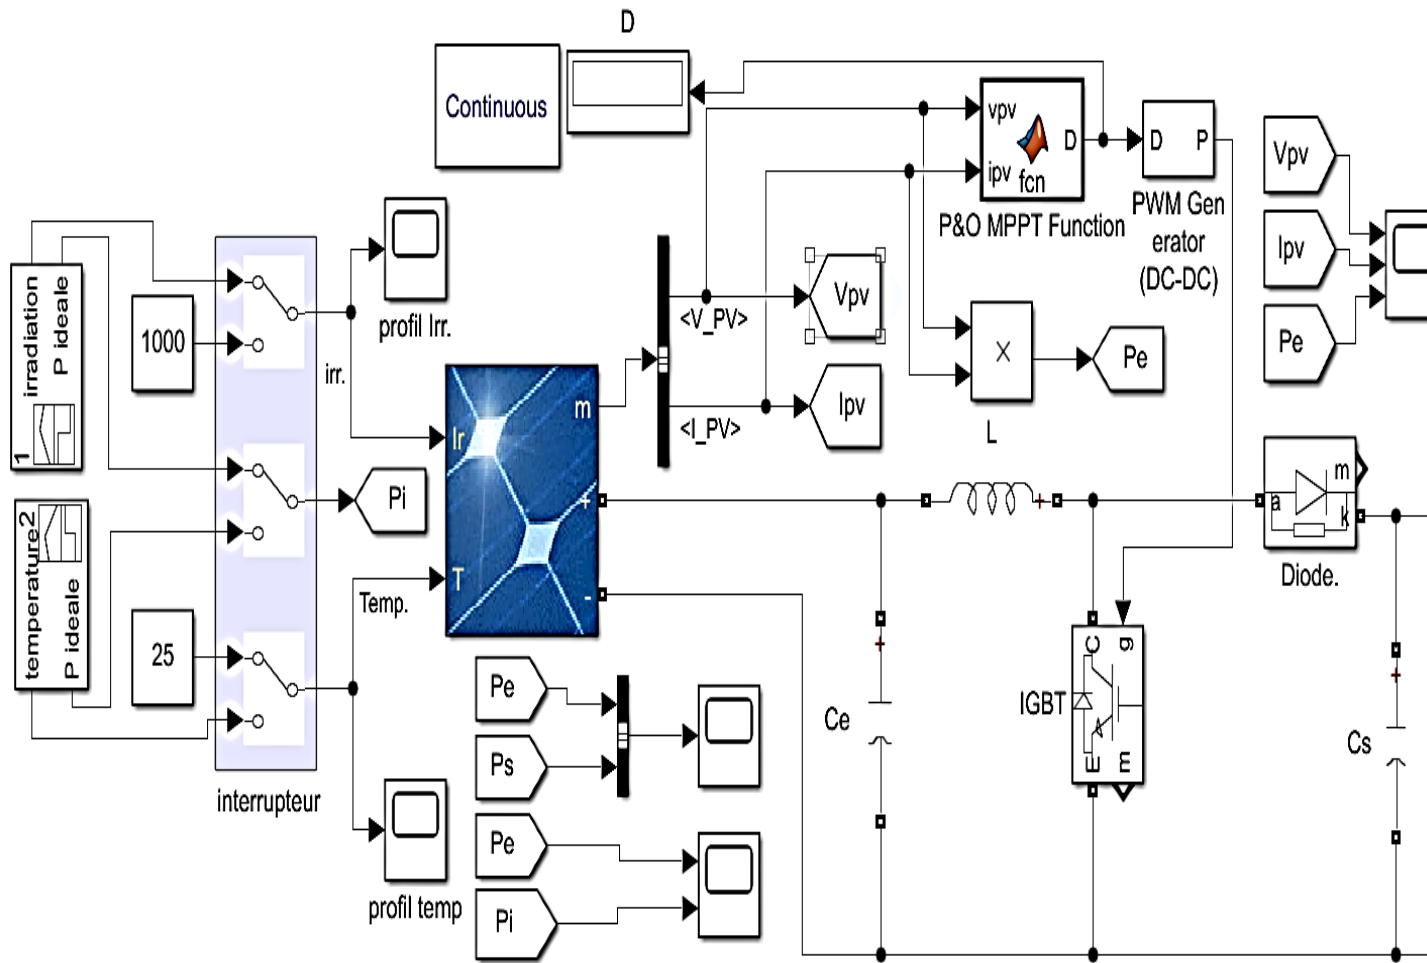 D
Continuous
vpv
ipv
fcn
D
P&O MPPT Function
D
P
PWM Gen
erator
(DC-DC)
Vpv
Ipv
Pe
irradiation
P ideale
1
1000
profil Irr.
irr.
<V_PV>
Vpv
<I_PV>
Ipv
×
Pe
L
m
Ir
T
+
-
Pi
Temp.
temperature2
P ideale
25
interrupteur
profil temp
Pe
Ps
Pe
Pi
+
+
Ce
IGBT
C
g
E
m
a
m
k
Diode.
+
Cs